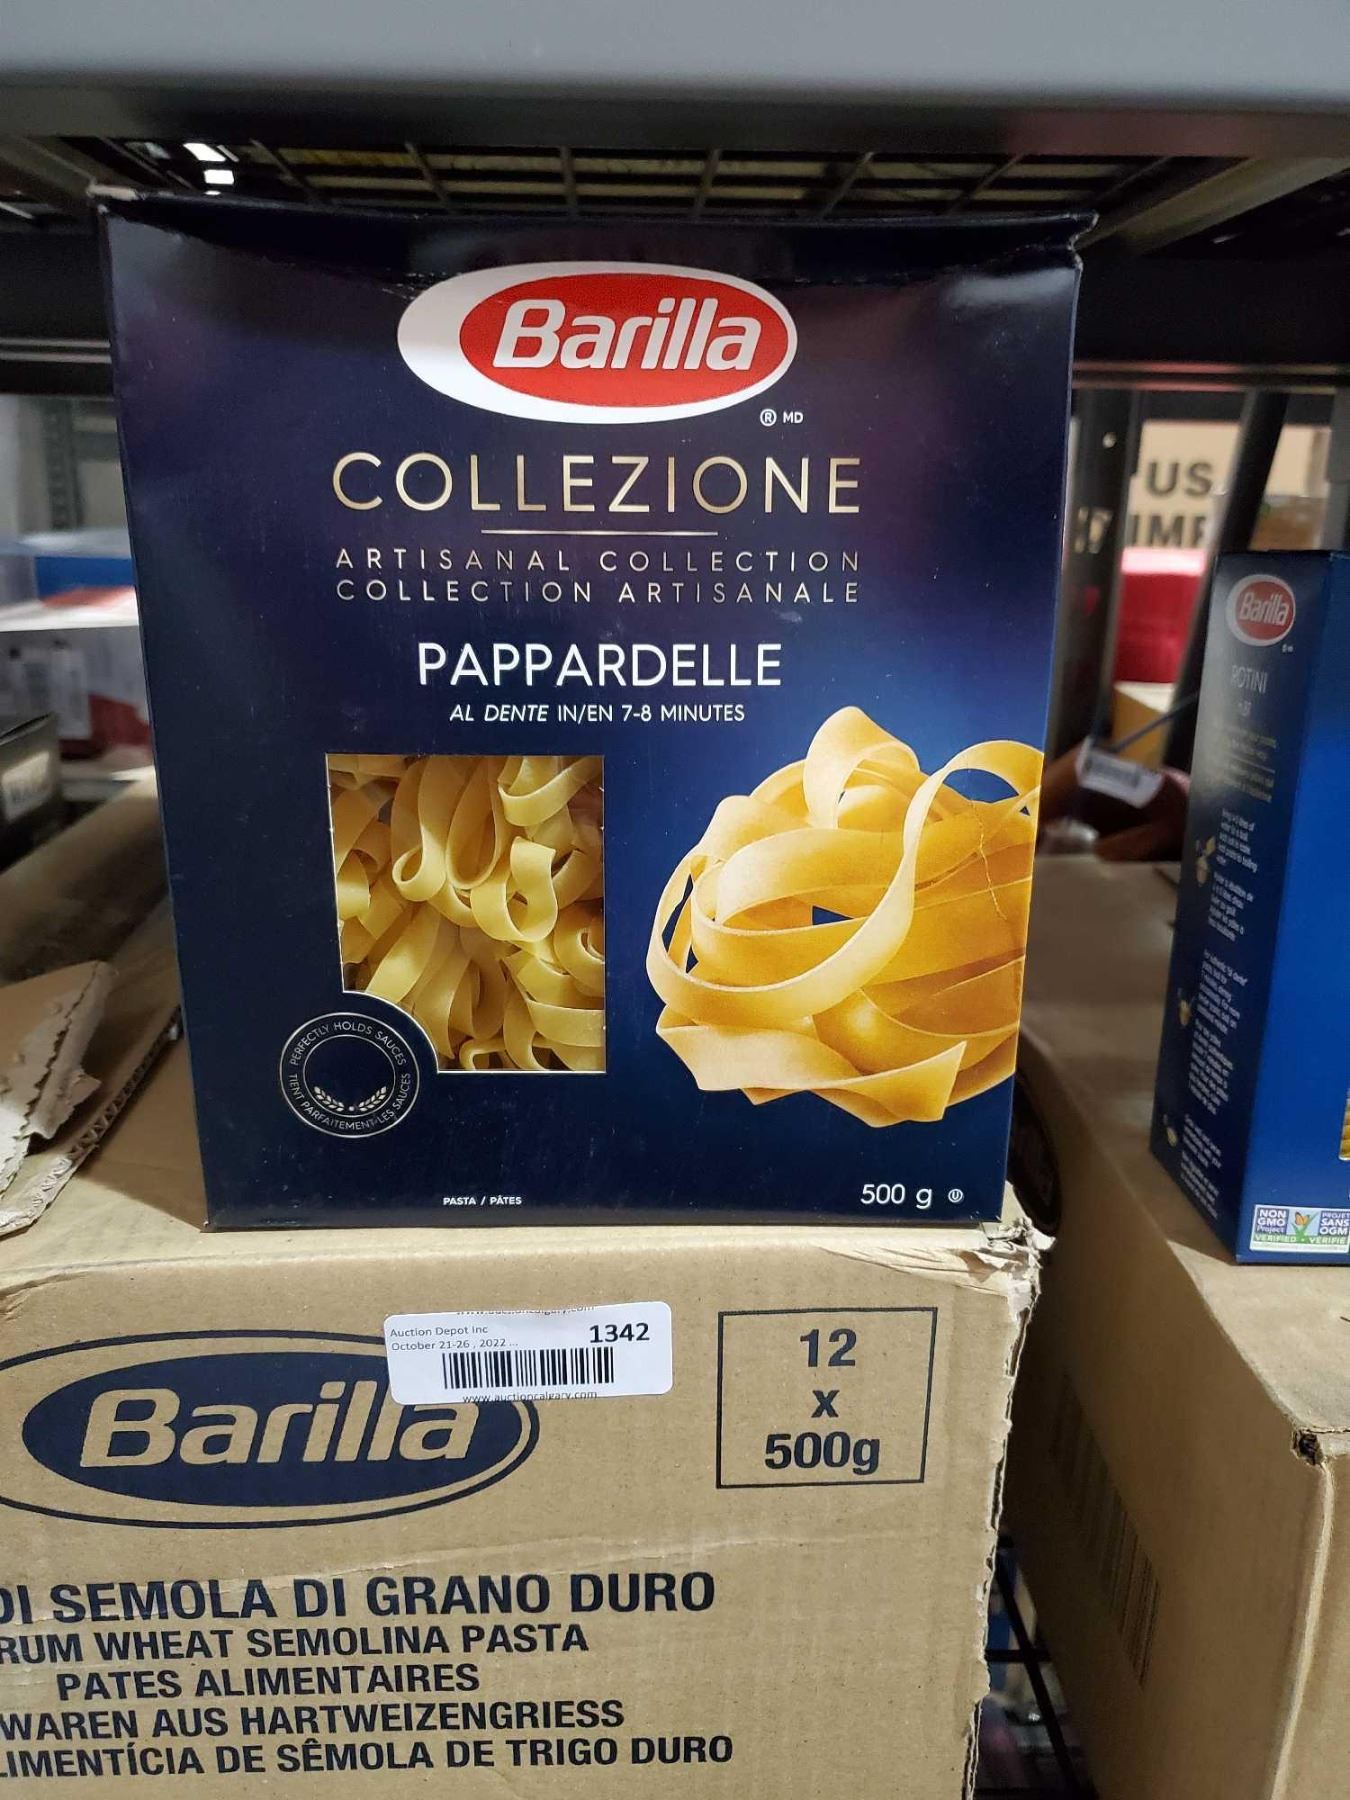 Barilla
® MD
COLLEZIONE
ARTISANAL COLLECTION
COLLECTION ARTISANALE
PAPPARDELLE
AL DENTE IN/EN 7-8 MINUTES
PERFECTLY HOLDS SAUCES
TIENT PARFAITEMENT LES SAUCES
PASTA / PÂTES
500 g
US
IMP
Barilla
ROTINI
NON GMO Project VERIFIED
PROJET SANS OGM VÉRIFIÉ
Auction Depot Inc
October 21-26 , 2022 ...
1342
www.auctioncalgary.com
Barilla
12
x
500g
DI SEMOLA DI GRANO DURO
RUM WHEAT SEMOLINA PASTA
PATES ALIMENTAIRES
WAREN AUS HARTWEIZENGRIESS
LIMENTÍCIA DE SÊMOLA DE TRIGO DURO